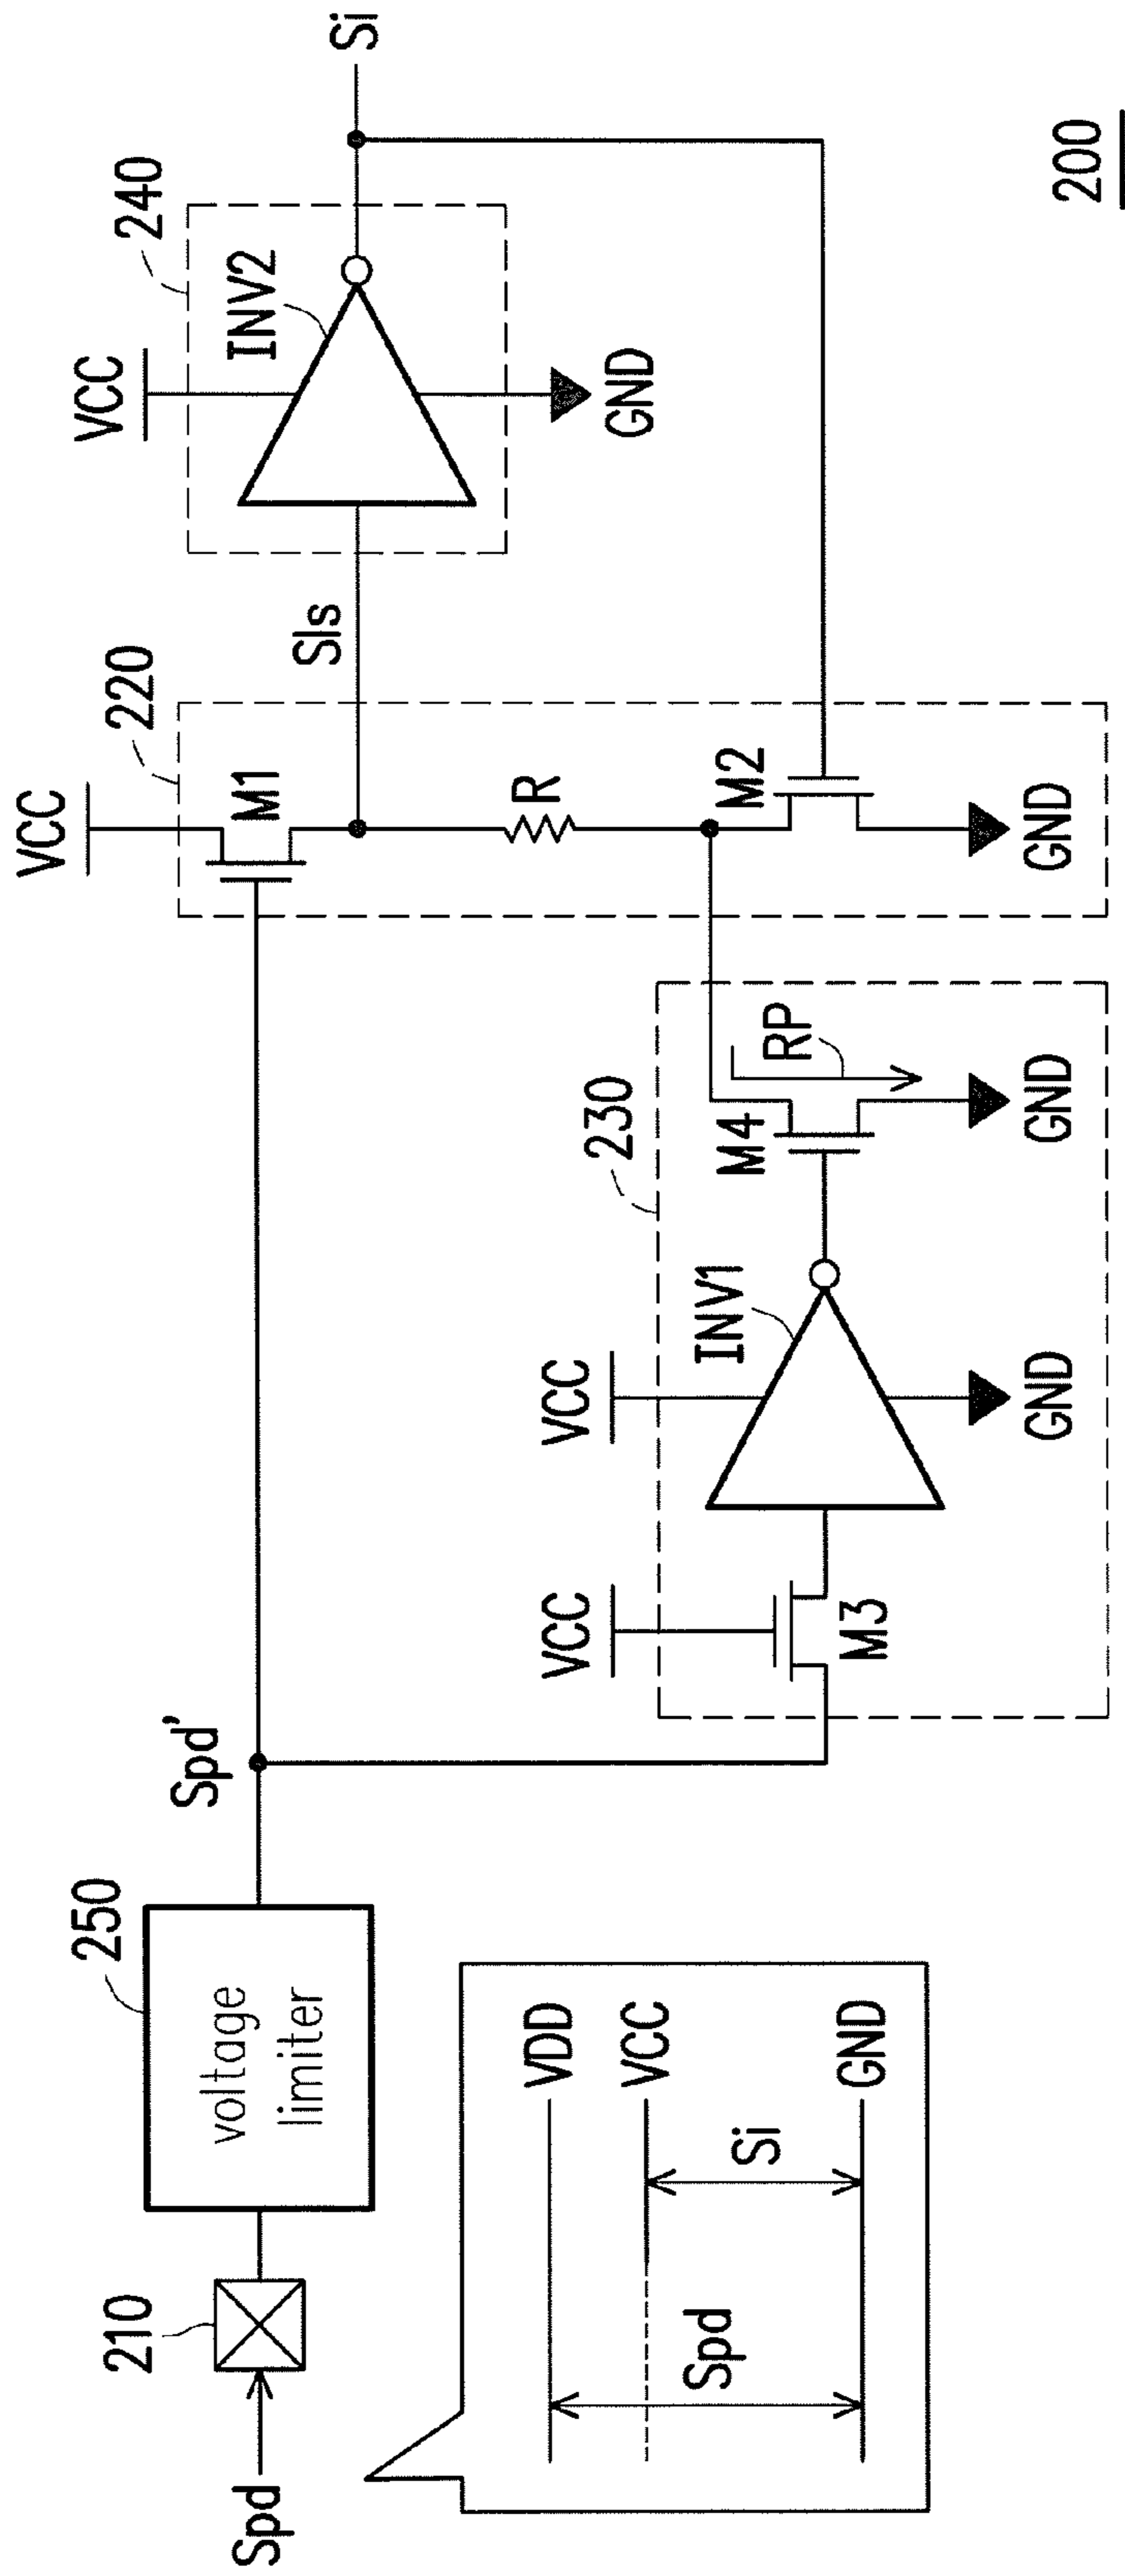 Spd
210
250
voltage
limiter
Spd'
VCC
220
M1
SIs
R
M2
GND
VCC
240
INV2
GND
Si
230
VCC
M3
VCC
INV1
GND
M4
RP
GND
VDD
VCC
GND
Spd
Si
200